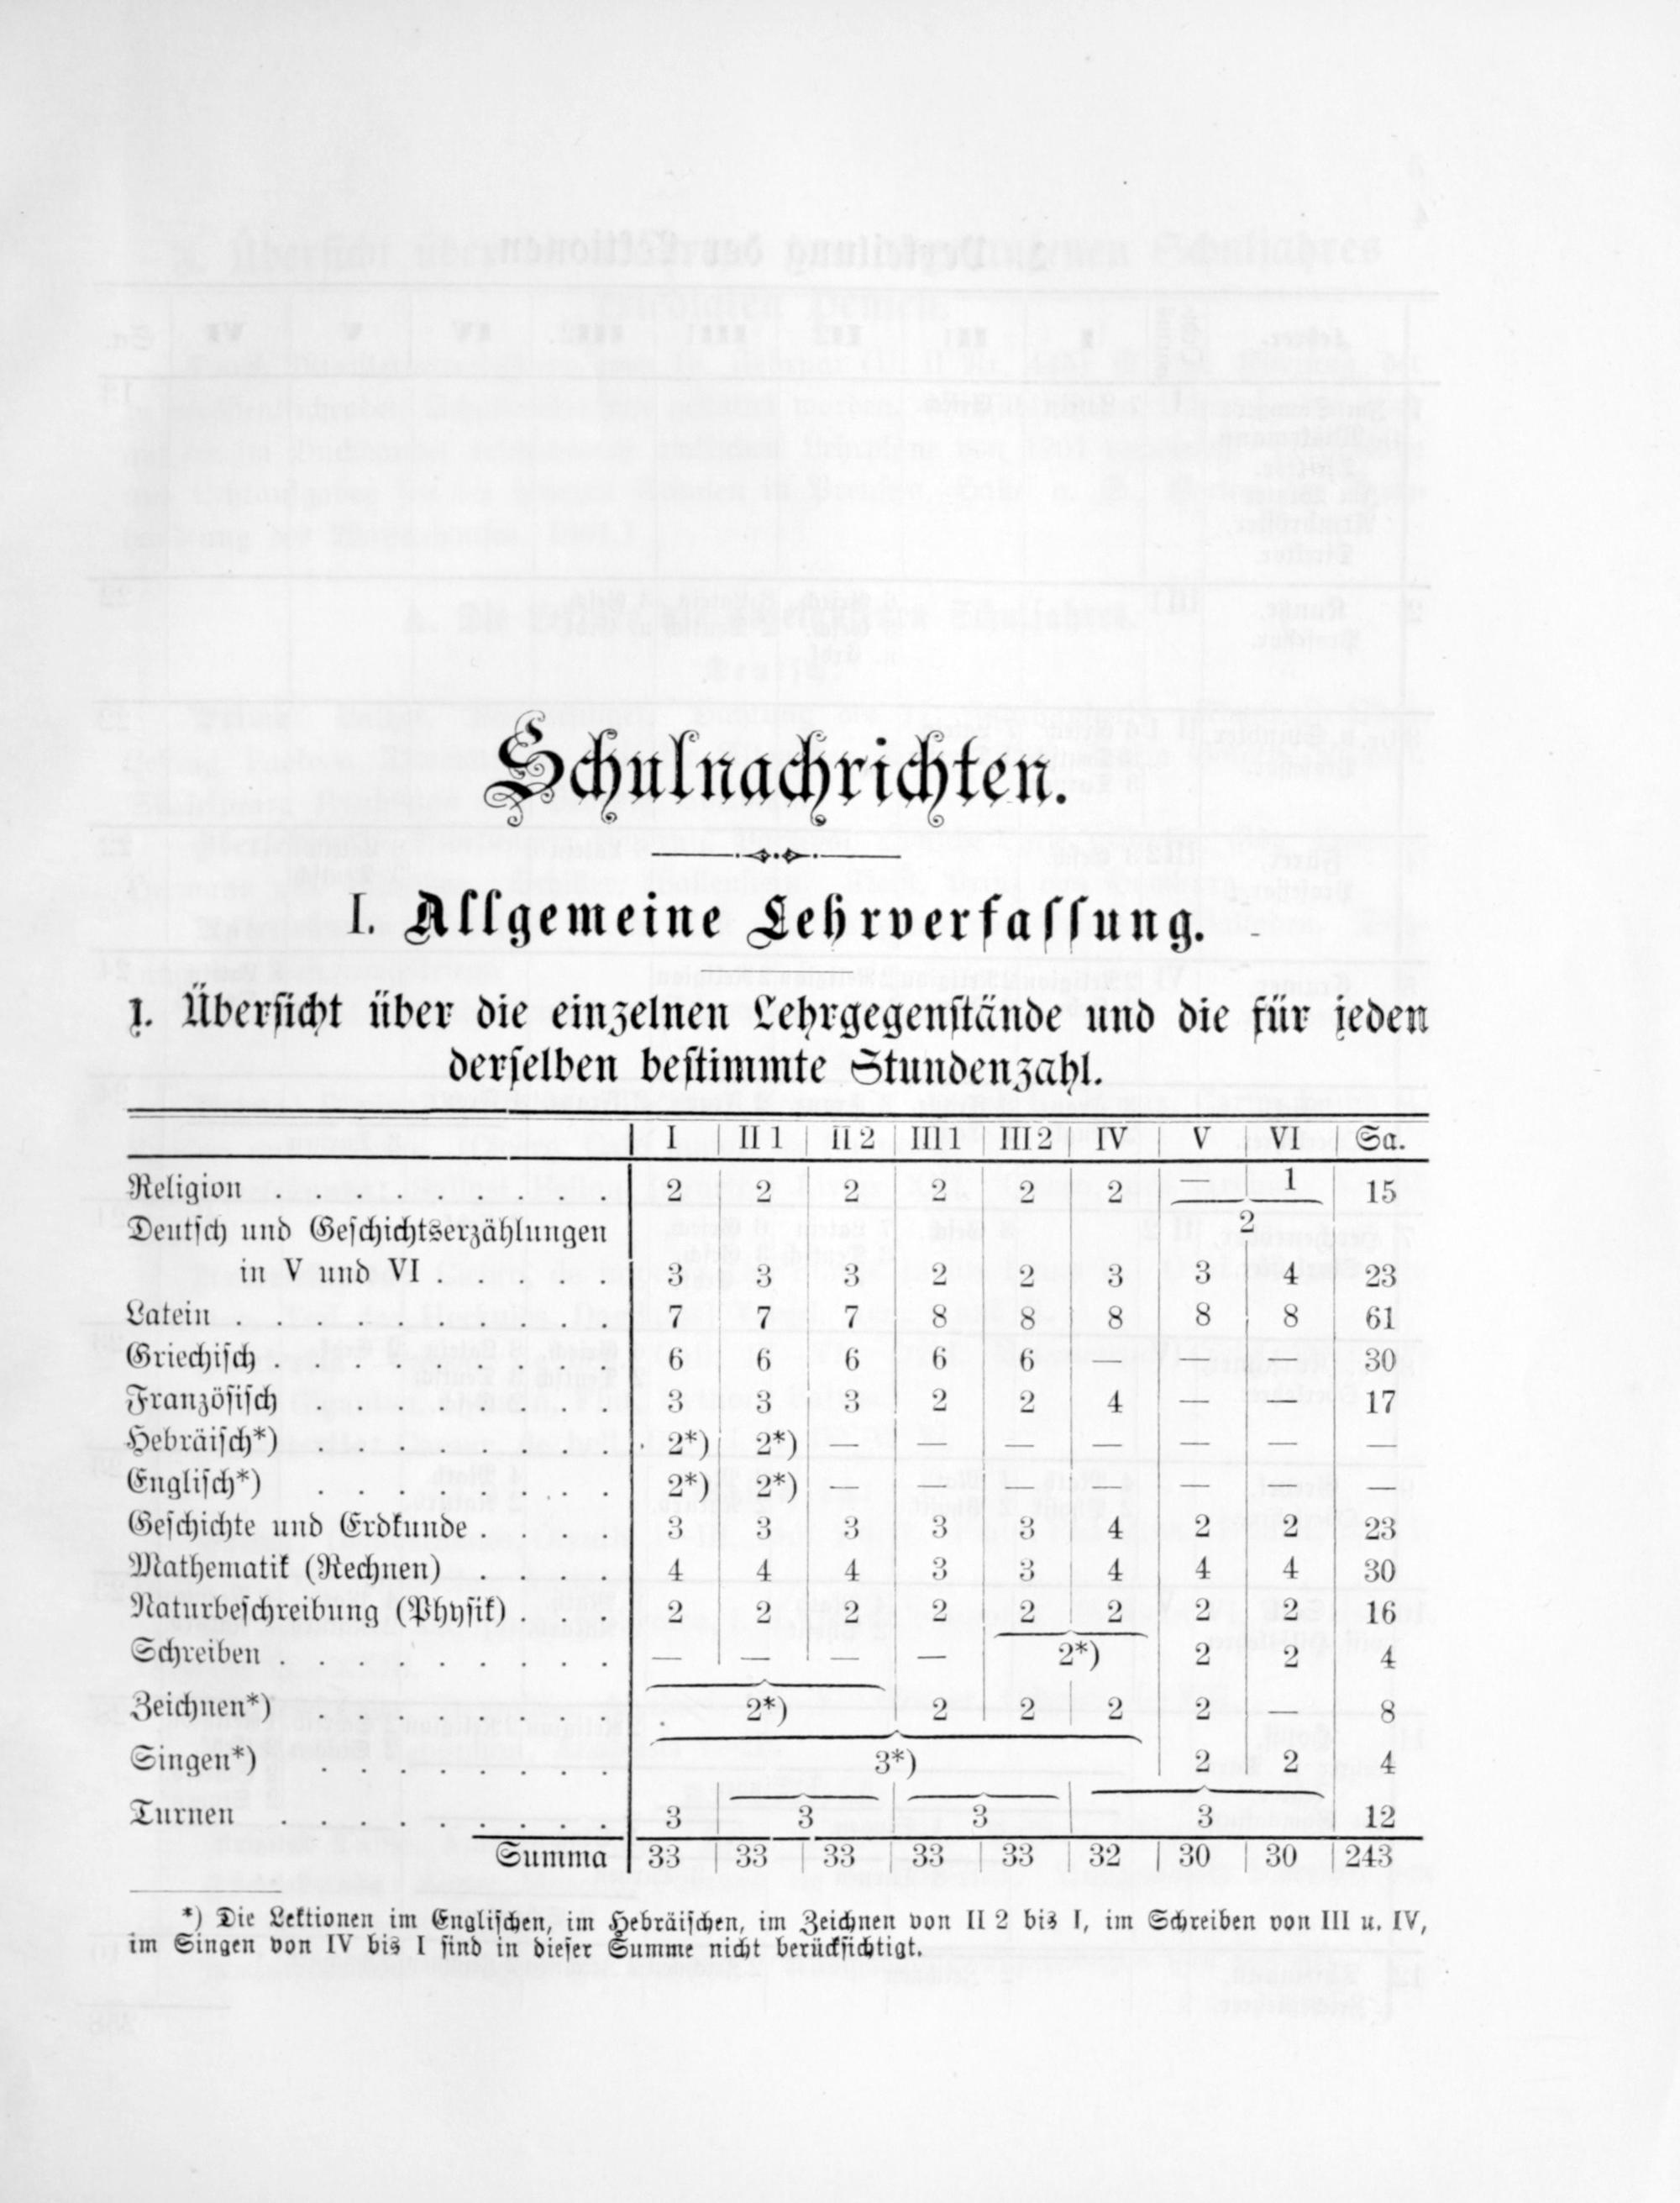 Schulnachrichten.
I. Allgemeine Lehrverfassung.
1. Übersicht über die einzelnen Lehrgegenstände und die für jeden
derselben bestimmte Stundenzahl.
I II 1 II 2 III 1 III 2 IV V VI Sa.
Religion . . . . . . . . . 2 2 2 2 2 2 — 1 15
2
Deutsch und Geschichtserzählungen
in V und VI . . . . . 3 3 3 2 2 3 3 4 23
Latein . . . . . . . . . . 7 7 7 8 8 8 8 8 61
Griechisch . . . . . . . . . 6 6 6 6 6 — — — 30
Französisch . . . . . . . . 3 3 3 2 2 4 — — 17
Hebräisch*) . . . . . . . . 2*) 2*) — — — — — — —
Englisch*) . . . . . . . . 2*) 2*) — — — — — — —
Geschichte und Erdkunde . . . . 3 3 3 3 3 4 2 2 23
Mathematik (Rechnen) . . . . 4 4 4 3 3 4 4 4 30
Naturbeschreibung (Physik) . . . 2 2 2 2 2 2 2 2 16
Schreiben . . . . . . . . . — — — — 2*) 2 2 4
Zeichnen*) . . . . . . . . 2*) 2 2 2 2 — 8
Singen*) . . . . . . . . 3*) 2 2 4
Turnen . . . . . . . . . 3 3 3 3 12
Summa 33 33 33 33 33 32 30 30 243
*) Die Lektionen im Englischen, im Hebräischen, im Zeichnen von II 2 bis I, im Schreiben von III u. IV,
im Singen von IV bis I sind in dieser Summe nicht berücksichtigt.